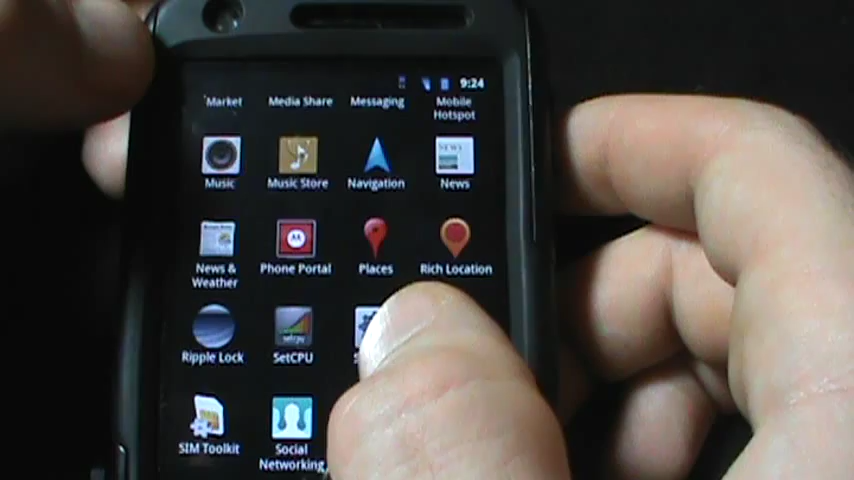 9:24
Market Media Share Messaging Mobile
Hotspot
Music Music Store Navigation News
News & Phone Portal Places Rich Location
Weather
Ripple Lock SetCPU
SIM Toolkit Social
Networking